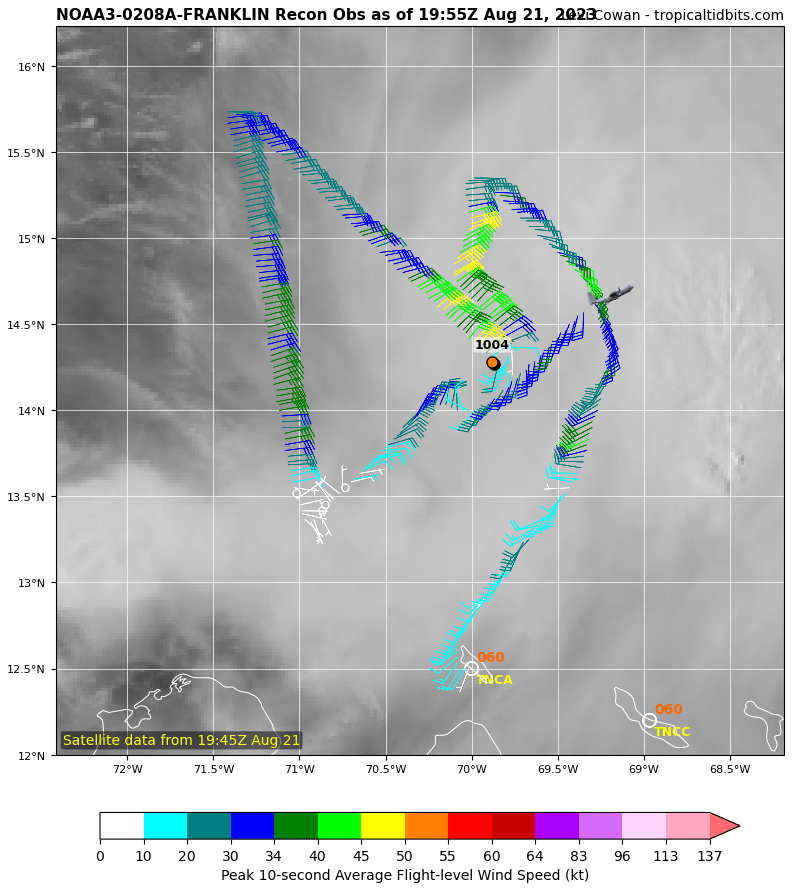 NOAA3-0208A-FRANKLIN Recon Obs as of 19:55Z Aug 21, 2023
Cowan - tropicaltidbits.com
16°N
15.5°N
15°N
14.5°N
1004
14°N
13.5°N
13°N
12.5°N
060
TNCA
060
TNCC
Satellite data from 19:45Z Aug 21
12°N
72°W 71.5°W 71°W 70.5°W 70°W 69.5°W 69°W 68.5°W
0 10 20 30 34 40 45 50 55 60 64 83 96 113 137
Peak 10-second Average Flight-level Wind Speed (kt)